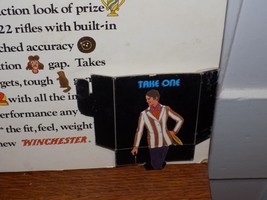 ction look of prize
22 rifles with built-in
ched accuracy
gap. Takes
gets, tough
with all the in
erformance any
" the fit, feel, weight
new WINCHESTER.
TAKE ONE